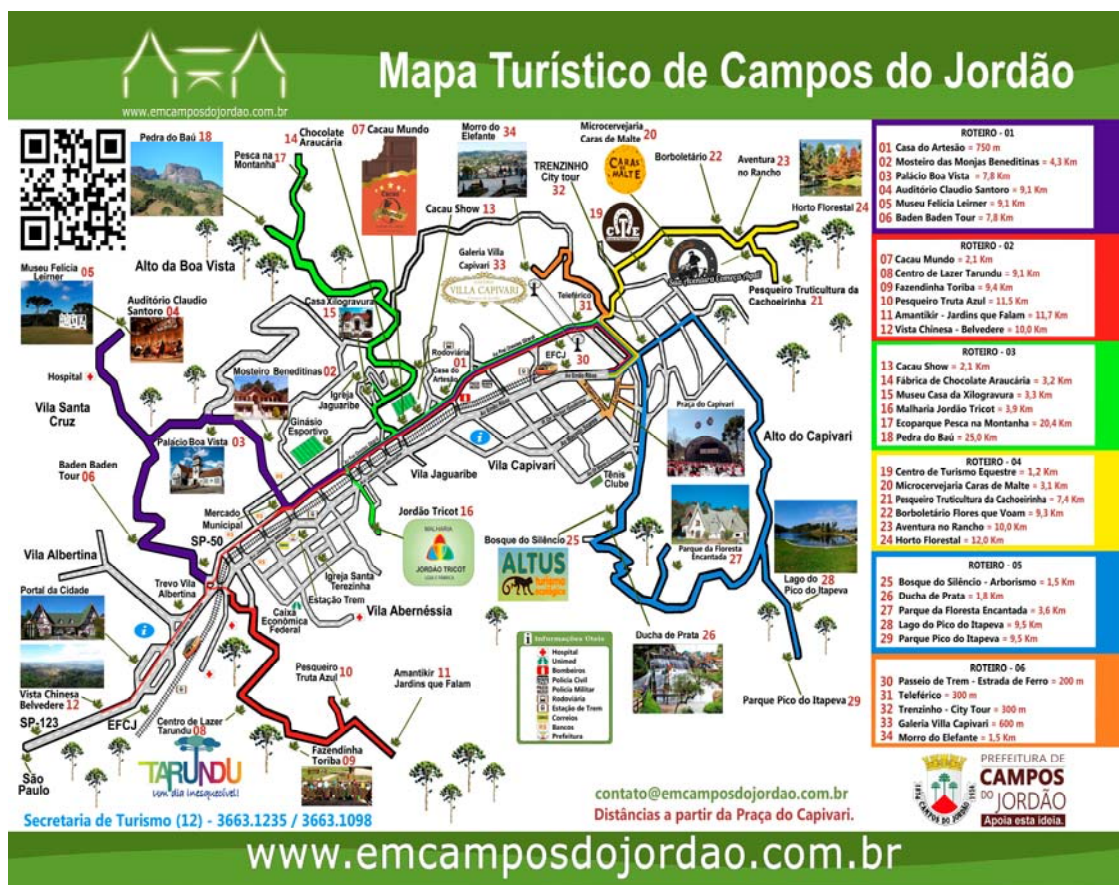 www.emcamposdojordao.com.br
Mapa Turístico de Campos do Jordão
Pedra do Baú 18
Pesca na
Montanha 17
14 Chocolate
Araucária
07 Cacau Mundo
Morro do
Elefante 34
Microcervejaria
Caras de Malte 20
TRENZINHO
City tour
32
CARAS
DE
MALTE
Borboletário 22
Aventura 23
no Rancho
Horto Florestal 24
Cacau Show 13
19
Alto da Boa Vista
Museu Felícia
Leirner 05
Auditório Claudio
Santoro 04
Casa Xilogravura
15
Galeria Villa
Capivari 33
VILLA CAPIVARI
Teleférico
31
Sua Aventura Começa Aqui!
Pesqueiro Truticultura da
Cachoeirinha 21
Rodoviária
01
Casa do
Artesão
EFCJ
30
Hospital
Mosteiro Beneditinas 02
Igreja
Jaguaribe
Ginásio
Esportivo
Vila Santa
Cruz
Palácio Boa Vista 03
Baden Baden
Tour 06
Praça do Capivari
Alto do Capivari
Vila Capivari
Vila Jaguaribe
Tênis
Clube
Mercado
Municipal
SP-50
Jordão Tricot 16
MALHARIA
JORDÃO TRICOT
Bosque do Silêncio 25
ALTUS
turismo
ecológico
Parque da Floresta
Encantada 27
Lago do 28
Pico do Itapeva
Vila Albertina
Trevo Vila
Albertina
Igreja Santa
Terezinha
Estação Trem
Vila Abernéssia
Caixa
Econômica
Federal
Portal da Cidade
Ducha de Prata 26
Informações Úteis
Hospital
Unimed
Bombeiros
Polícia Civil
Polícia Militar
Rodoviária
Estação de Trem
Correios
Bancos
Prefeitura
Vista Chinesa
Belvedere 12
SP-123
EFCJ
Pesqueiro
Truta Azul 10
Amantikir 11
Jardins que Falam
Parque Pico do Itapeva 29
Centro de Lazer
Tarundu 08
TARUNDU
um dia inesquecível!
Fazendinha
Toriba 09
São
Paulo
Secretaria de Turismo (12) - 3663.1235 / 3663.1098
contato@emcamposdojordao.com.br
Distâncias a partir da Praça do Capivari.
ROTEIRO - 01
01 Casa do Artesão = 750 m
02 Mosteiro das Monjas Beneditinas = 4,3 Km
03 Palácio Boa Vista = 7,8 Km
04 Auditório Claudio Santoro = 9,1 Km
05 Museu Felícia Leirner = 9,1 Km
06 Baden Baden Tour = 7,8 Km
ROTEIRO - 02
07 Cacau Mundo = 2,1 Km
08 Centro de Lazer Tarundu = 9,1 Km
09 Fazendinha Toriba = 9,4 Km
10 Pesqueiro Truta Azul = 11,5 Km
11 Amantikir - Jardins que Falam = 11,7 Km
12 Vista Chinesa - Belvedere = 10,0 Km
ROTEIRO - 03
13 Cacau Show = 2,1 Km
14 Fábrica de Chocolate Araucária = 3,2 Km
15 Museu Casa da Xilogravura = 3,3 Km
16 Malharia Jordão Tricot = 3,9 Km
17 Ecoparque Pesca na Montanha = 20,4 Km
18 Pedra do Baú = 25,0 Km
ROTEIRO - 04
19 Centro de Turismo Equestre = 1,2 Km
20 Microcervejaria Caras de Malte = 3,1 Km
21 Pesqueiro Truticultura da Cachoeirinha = 7,4 Km
22 Borboletário Flores que Voam = 9,3 Km
23 Aventura no Rancho = 10,0 Km
24 Horto Florestal = 12,0 Km
ROTEIRO - 05
25 Bosque do Silêncio - Arborismo = 1,5 Km
26 Ducha de Prata = 1,8 Km
27 Parque da Floresta Encantada = 3,6 Km
28 Lago do Pico do Itapeva = 9,5 Km
29 Parque Pico do Itapeva = 9,5 Km
ROTEIRO - 06
30 Passeio de Trem - Estrada de Ferro = 200 m
31 Teleférico = 300 m
32 Trenzinho - City Tour = 300 m
33 Galeria Villa Capivari = 600 m
34 Morro do Elefante = 1,5 Km
PREFEITURA DE
CAMPOS
DO JORDÃO
Apoia esta ideia.
www.emcamposdojordao.com.br